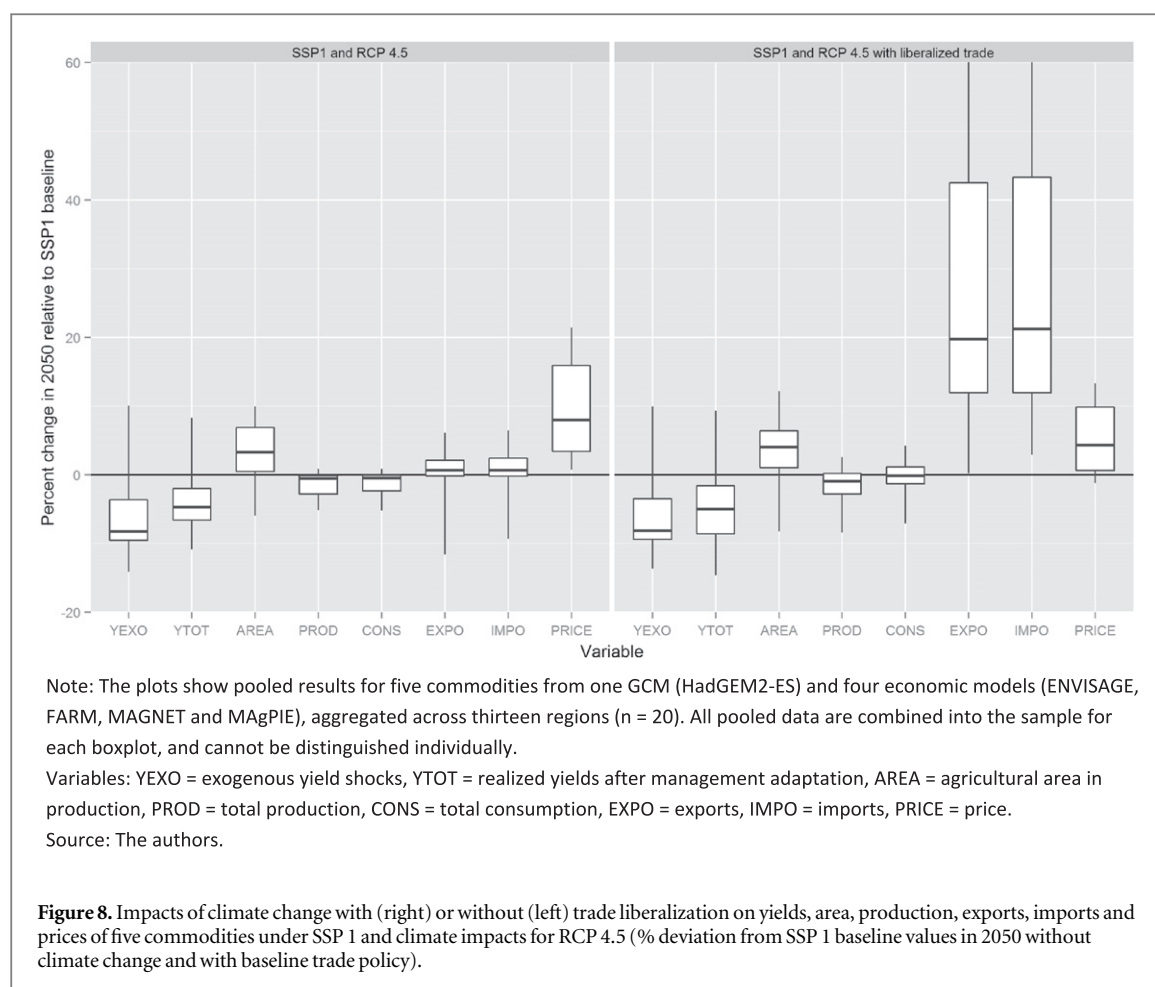 SSP1 and RCP 4.5
SSP1 and RCP 4.5 with liberalized trade
Percent change in 2050 relative to SSP1 baseline
60
40
20
0
-20
YEXO YTOT AREA PROD CONS EXPO IMPO PRICE
YEXO YTOT AREA PROD CONS EXPO IMPO PRICE
Variable
Note: The plots show pooled results for five commodities from one GCM (HadGEM2-ES) and four economic models (ENVISAGE,
FARM, MAGNET and MAgPIE), aggregated across thirteen regions (n = 20). All pooled data are combined into the sample for
each boxplot, and cannot be distinguished individually.
Variables: YEXO = exogenous yield shocks, YTOT = realized yields after management adaptation, AREA = agricultural area in
production, PROD = total production, CONS = total consumption, EXPO = exports, IMPO = imports, PRICE = price.
Source: The authors.
Figure 8. Impacts of climate change with (right) or without (left) trade liberalization on yields, area, production, exports, imports and
prices of five commodities under SSP 1 and climate impacts for RCP 4.5 (% deviation from SSP 1 baseline values in 2050 without
climate change and with baseline trade policy).